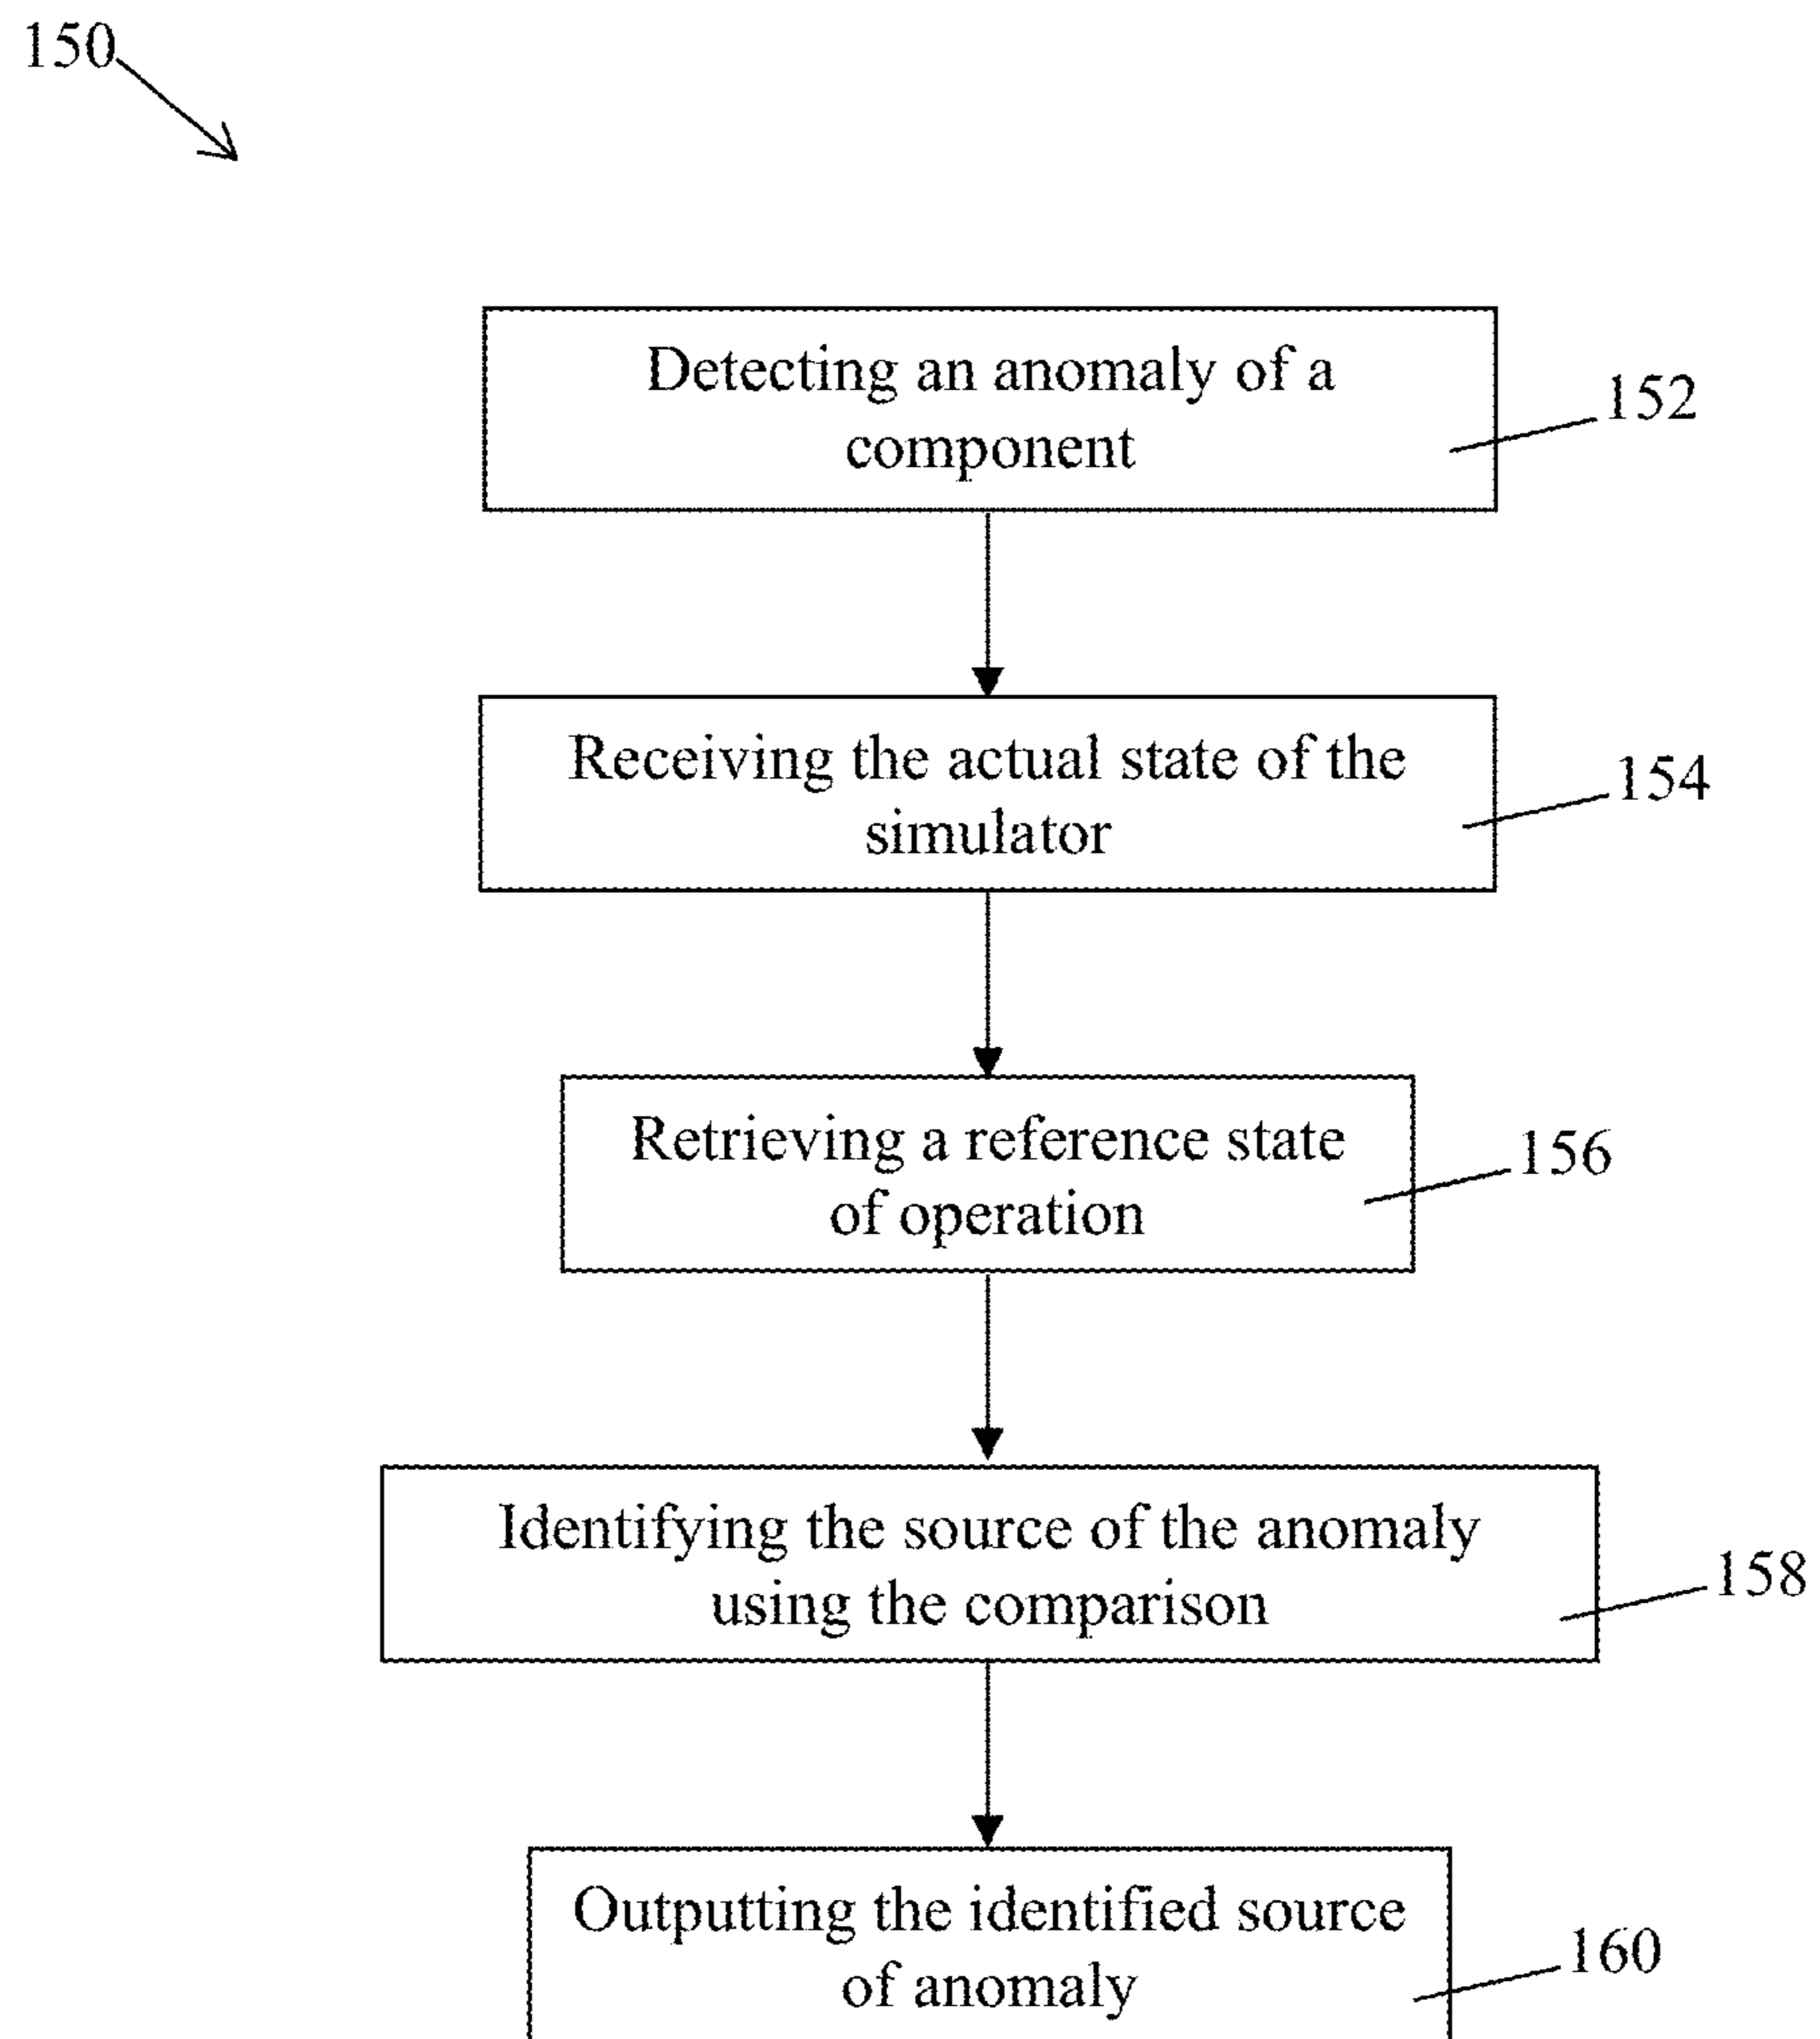 150
Detecting an anomaly of a
component
152
Receiving the actual state of the
simulator
154
Retrieving a reference state
of operation
156
Identifying the source of the anomaly
using the comparison
158
Outputting the identified source
of anomaly
160